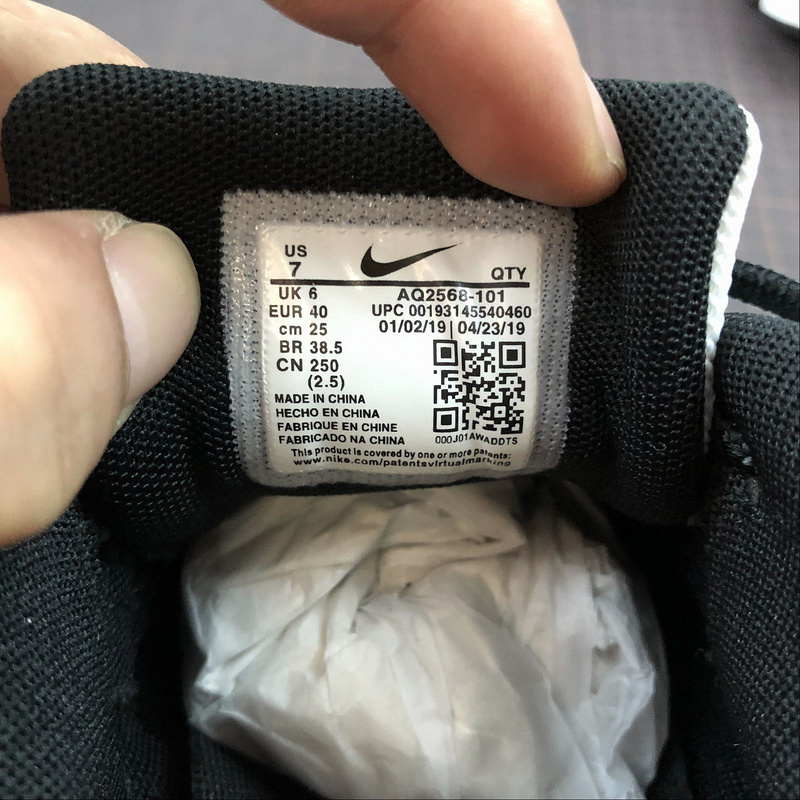 US
7
QTY
UK 6
EUR 40
cm 25
BR 38.5
CN 250
(2.5)
AQ2568-101
UPC 00193145540460
01/02/19 | 04/23/19
MADE IN CHINA
HECHO EN CHINA
FABRIQUE EN CHINE
FABRICADO NA CHINA
000J01AWADDTS
This product is covered by one or more patents:
www.nike.com/patentsvirtualmarking